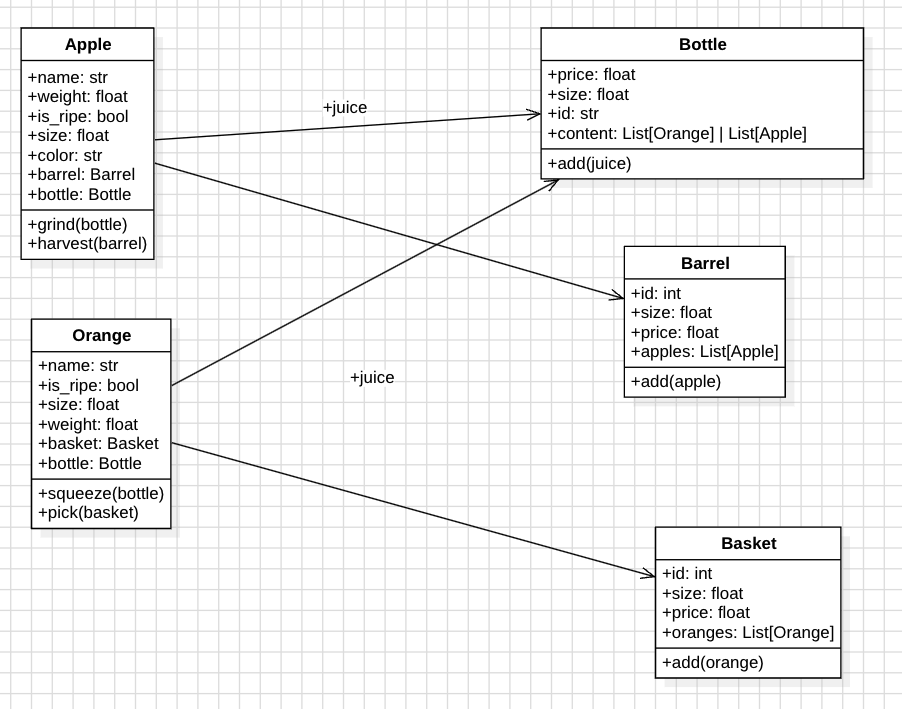 Apple
+name: str
+weight: float
+is_ripe: bool
+size: float
+color: str
+barrel: Barrel
+bottle: Bottle
+grind(bottle)
+harvest(barrel)
+juice
Bottle
+price: float
+size: float
+id: str
+content: List[Orange] | List[Apple]
+add(juice)
Barrel
+id: int
+size: float
+price: float
+apples: List[Apple]
+add(apple)
Orange
+name: str
+is_ripe: bool
+size: float
+weight: float
+basket: Basket
+bottle: Bottle
+squeeze(bottle)
+pick(basket)
+juice
Basket
+id: int
+size: float
+price: float
+oranges: List[Orange]
+add(orange)